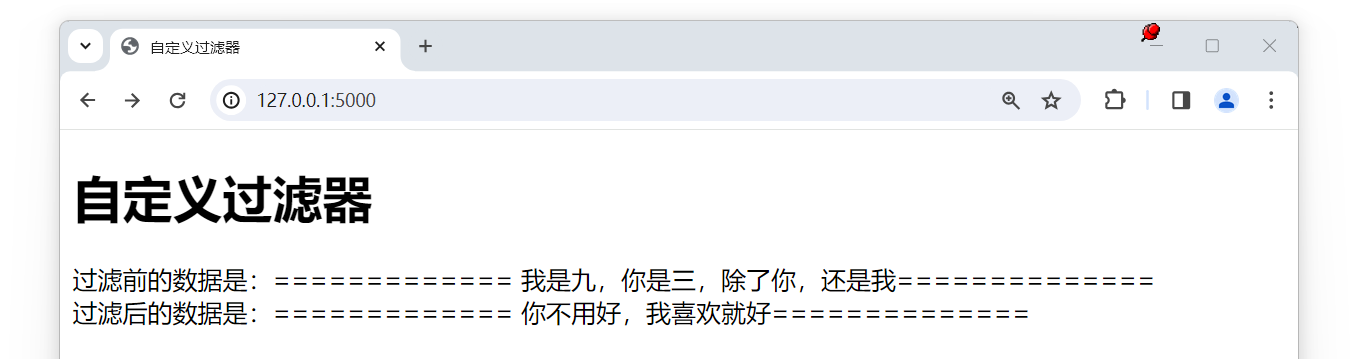 自定义过滤器
127.0.0.1:5000
自定义过滤器
过滤前的数据是：============= 我是九，你是三，除了你，还是我==============
过滤后的数据是：============= 你不用好，我喜欢就好==============